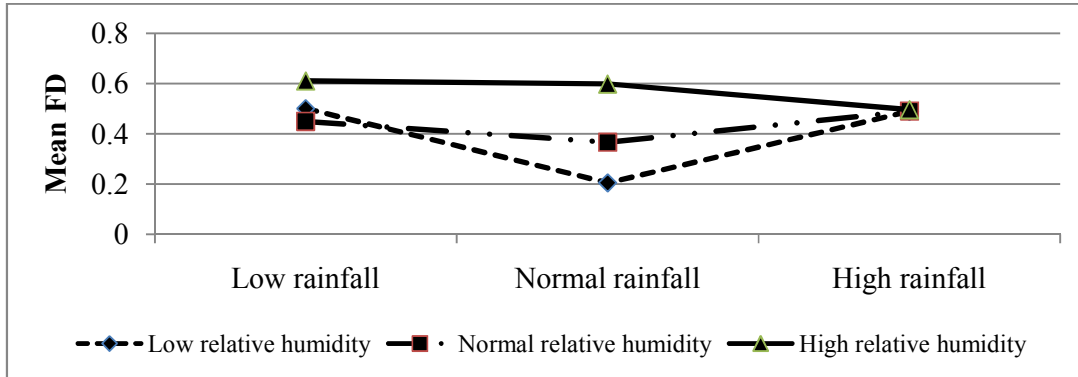 0.8
0.6
0.4
0.2
0
Mean FD
Low rainfall Normal rainfall High rainfall
Low relative humidity Normal relative humidity High relative humidity